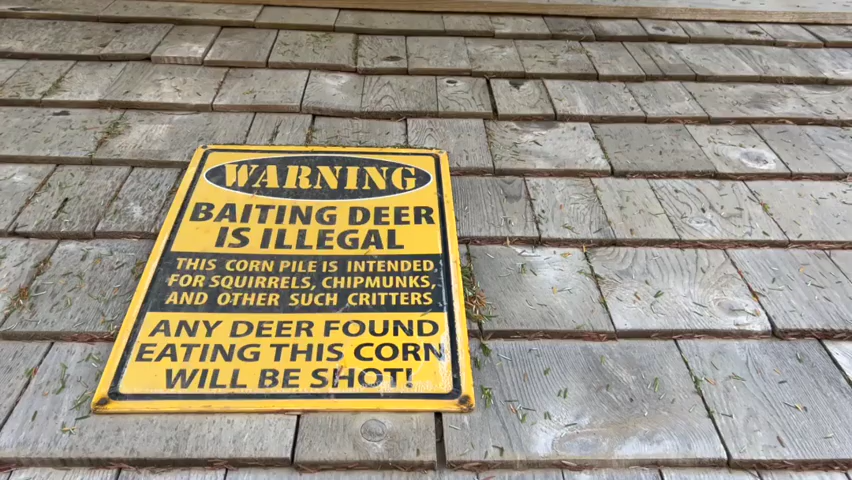 WARNING
BAITING DEER
IS ILLEGAL
THIS CORN PILE IS INTENDED
FOR SQUIRRELS, CHIPMUNKS,
AND OTHER SUCH CRITTERS
ANY DEER FOUND
EATING THIS CORN
WILL BE SHOT!